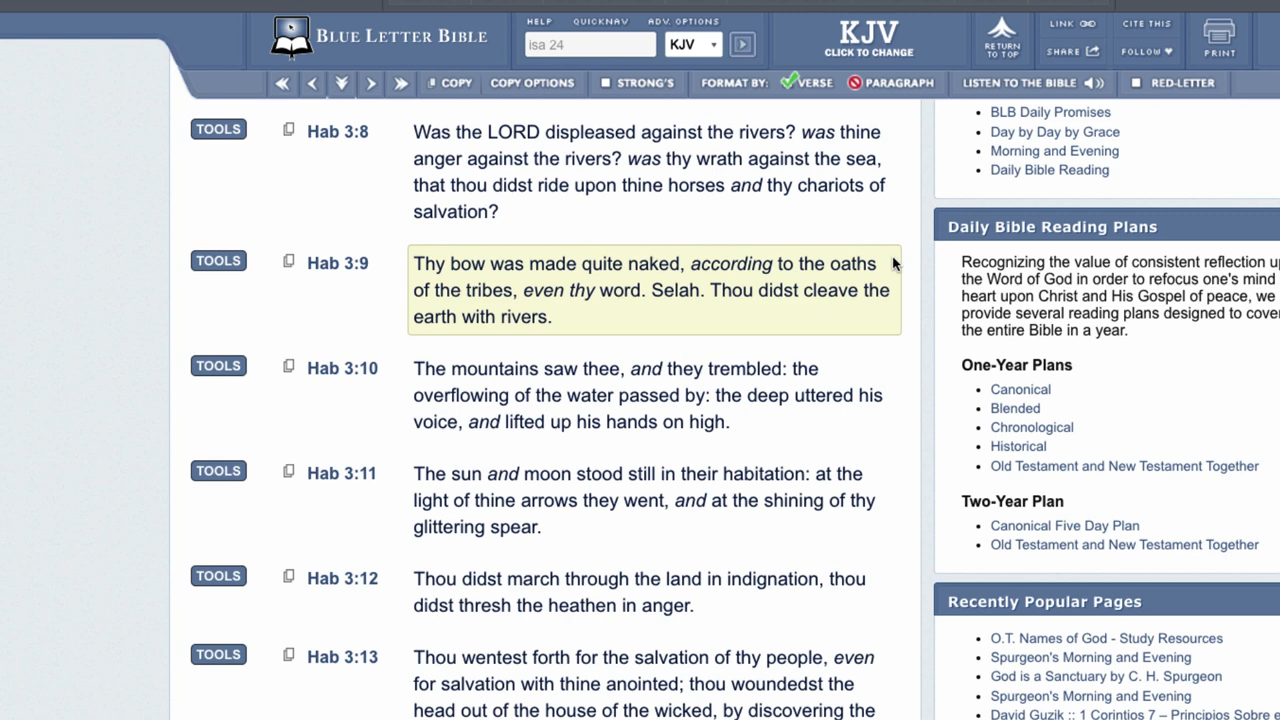 BLUE LETTER BIBLE
HELP QUICKNAV ADV. OPTIONS
isa 24 KJV
KJV
CLICK TO CHANGE
RETURN
TO TOP
LINK
CITE THIS
SHARE
FOLLOW
PRINT
COPY COPY OPTIONS STRONG'S FORMAT BY: VERSE PARAGRAPH LISTEN TO THE BIBLE RED-LETTER
TOOLS Hab 3:8 Was the LORD displeased against the rivers? was thine
anger against the rivers? was thy wrath against the sea,
that thou didst ride upon thine horses and thy chariots of
salvation?
TOOLS Hab 3:9 Thy bow was made quite naked, according to the oaths
of the tribes, even thy word. Selah. Thou didst cleave the
earth with rivers.
TOOLS Hab 3:10 The mountains saw thee, and they trembled: the
overflowing of the water passed by: the deep uttered his
voice, and lifted up his hands on high.
TOOLS Hab 3:11 The sun and moon stood still in their habitation: at the
light of thine arrows they went, and at the shining of thy
glittering spear.
TOOLS Hab 3:12 Thou didst march through the land in indignation, thou
didst thresh the heathen in anger.
TOOLS Hab 3:13 Thou wentest forth for the salvation of thy people, even
for salvation with thine anointed; thou woundedst the
head out of the house of the wicked, by discovering the
BLB Daily Promises
Day by Day by Grace
Morning and Evening
Daily Bible Reading
Daily Bible Reading Plans
Recognizing the value of consistent reflection u
the Word of God in order to refocus one's mind
heart upon Christ and His Gospel of peace, we
provide several reading plans designed to cove
the entire Bible in a year.
One-Year Plans
Canonical
Blended
Chronological
Historical
Old Testament and New Testament Together
Two-Year Plan
Canonical Five Day Plan
Old Testament and New Testament Together
Recently Popular Pages
O.T. Names of God - Study Resources
Spurgeon's Morning and Evening
God is a Sanctuary by C. H. Spurgeon
Spurgeon's Morning and Evening
David Guzik :: 1 Corintios 7 – Principios Sobre